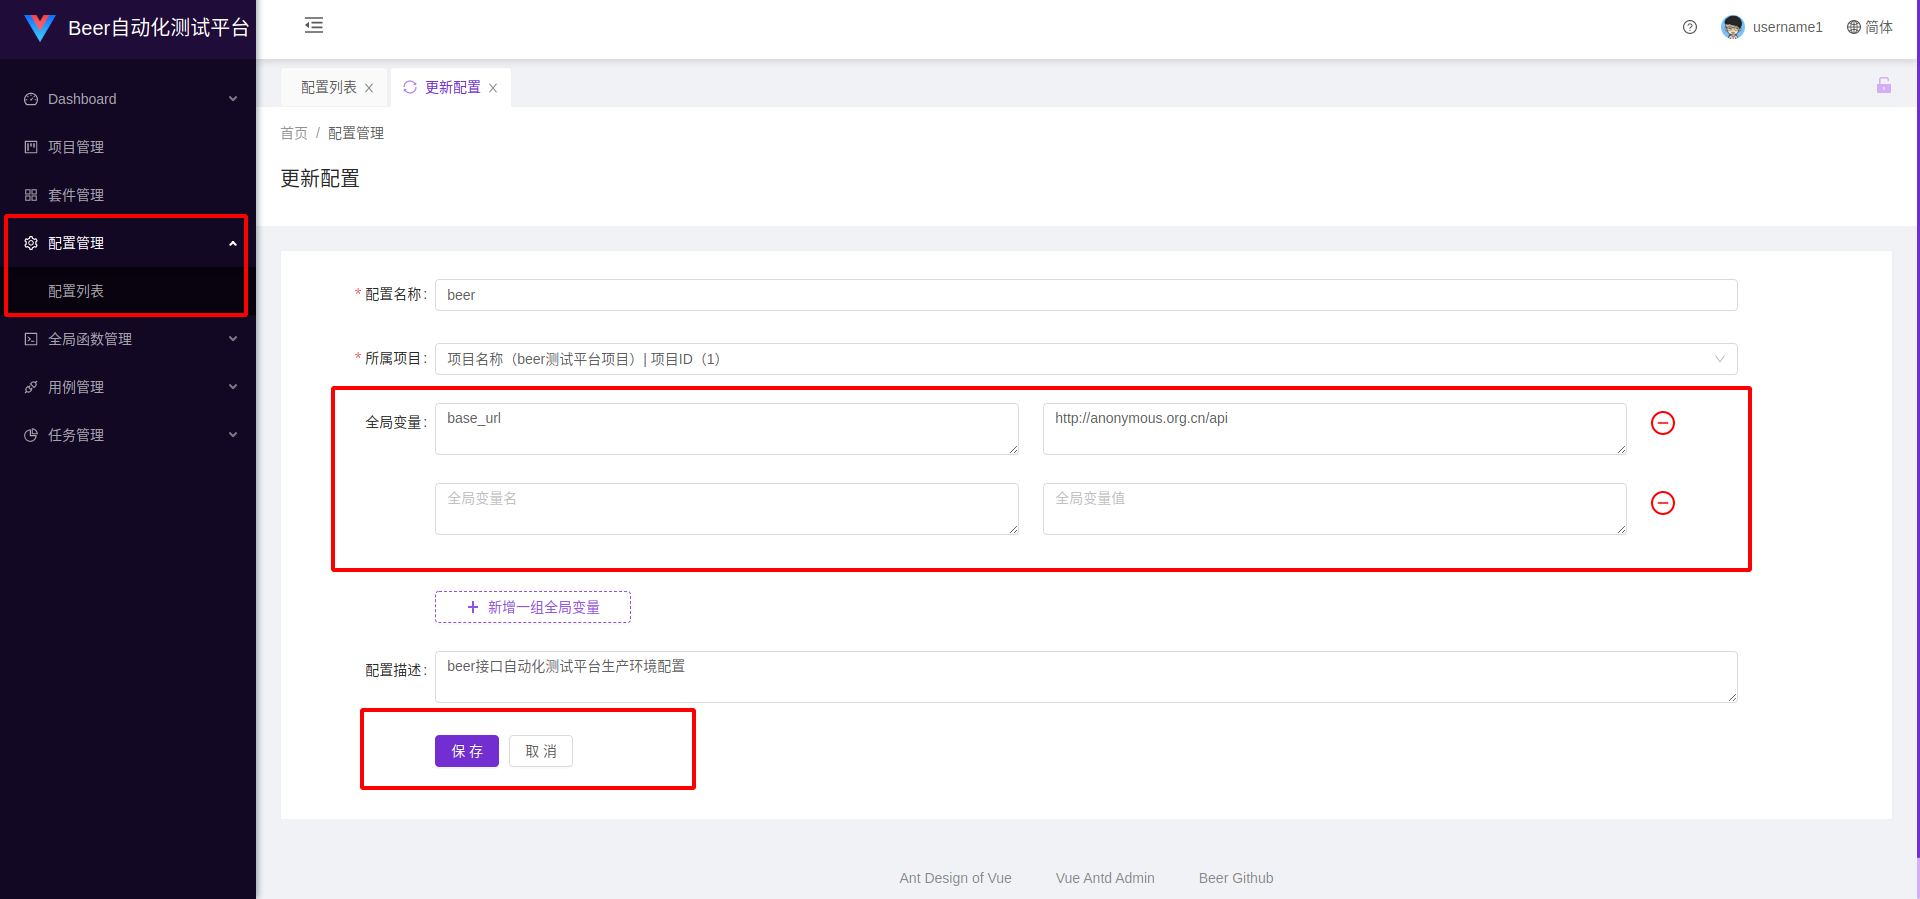 Beer自动化测试平台
username1
简体
Dashboard
项目管理
套件管理
配置管理
配置列表
全局函数管理
用例管理
任务管理
配置列表
更新配置
首页 / 配置管理
更新配置
* 配置名称:
beer
* 所属项目:
项目名称（beer测试平台项目）| 项目ID（1）
全局变量:
base_url
http://anonymous.org.cn/api
全局变量名
全局变量值
+ 新增一组全局变量
配置描述:
beer接口自动化测试平台生产环境配置
保 存
取 消
Ant Design of Vue
Vue Antd Admin
Beer Github